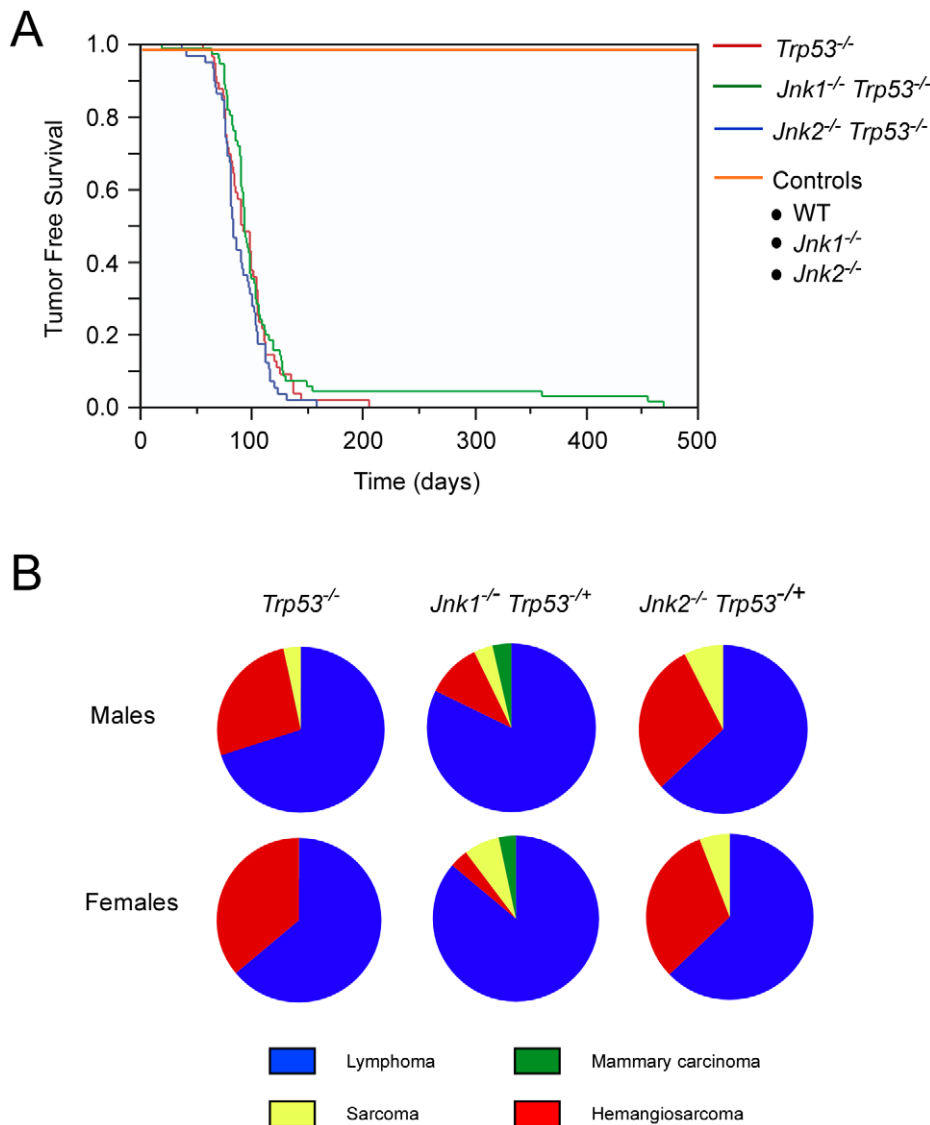 A
Tumor Free Survival
1.0
0.8
0.6
0.4
0.2
0.0
0 100 200 300 400 500
Time (days)
Trp53-/-
Jnk1-/- Trp53-/-
Jnk2-/- Trp53-/-
Controls
● WT
● Jnk1-/-
● Jnk2-/-
B
Trp53-/- Jnk1-/- Trp53-/+ Jnk2-/- Trp53-/+
Males
Females
Lymphoma Mammary carcinoma
Sarcoma Hemangiosarcoma